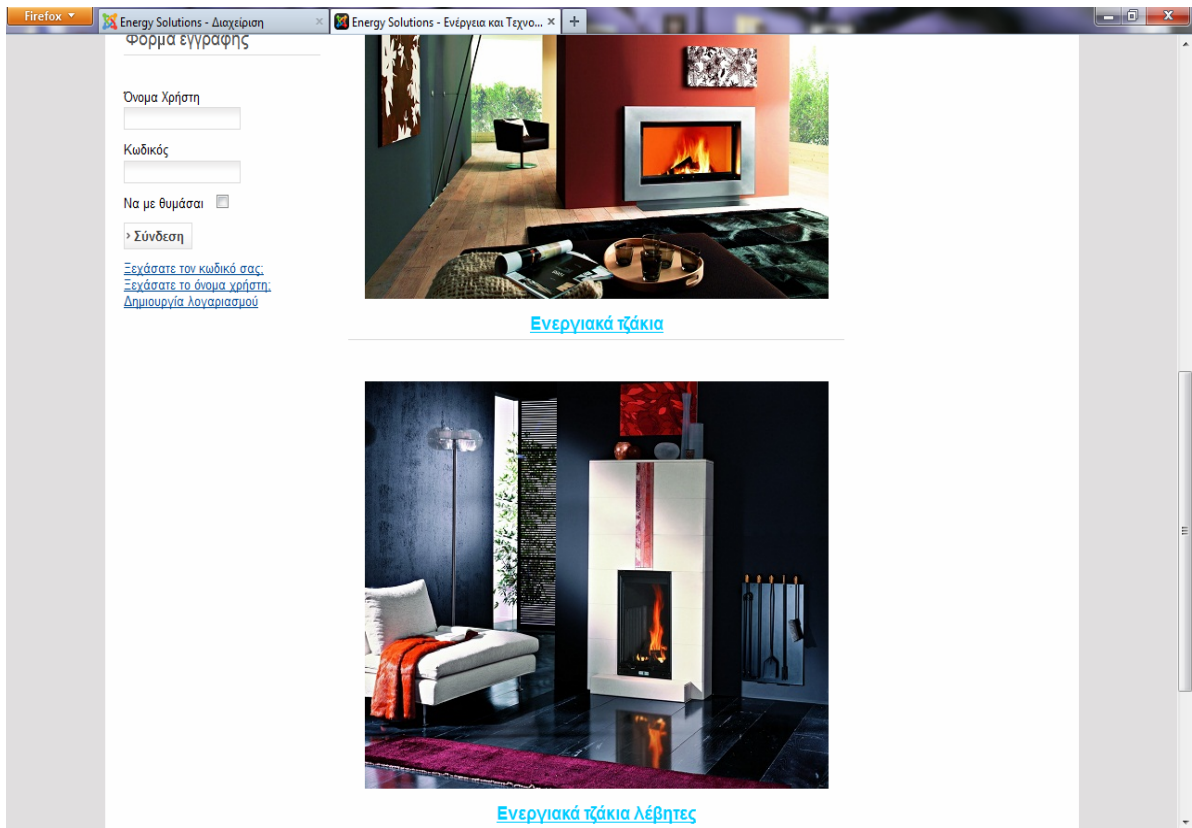 Firefox
Energy Solutions - Διαχείριση
Energy Solutions - Ενέργεια και Τεχνο...
Φόρμα εγγραφής
Όνομα Χρήστη
Κωδικός
Να με θυμάσαι
Σύνδεση
Ξεχάσατε τον κωδικό σας;
Ξεχάσατε το όνομα χρήστη;
Δημιουργία λογαριασμού
Ενεργιακά τζάκια
Ενεργιακά τζάκια λέβητες